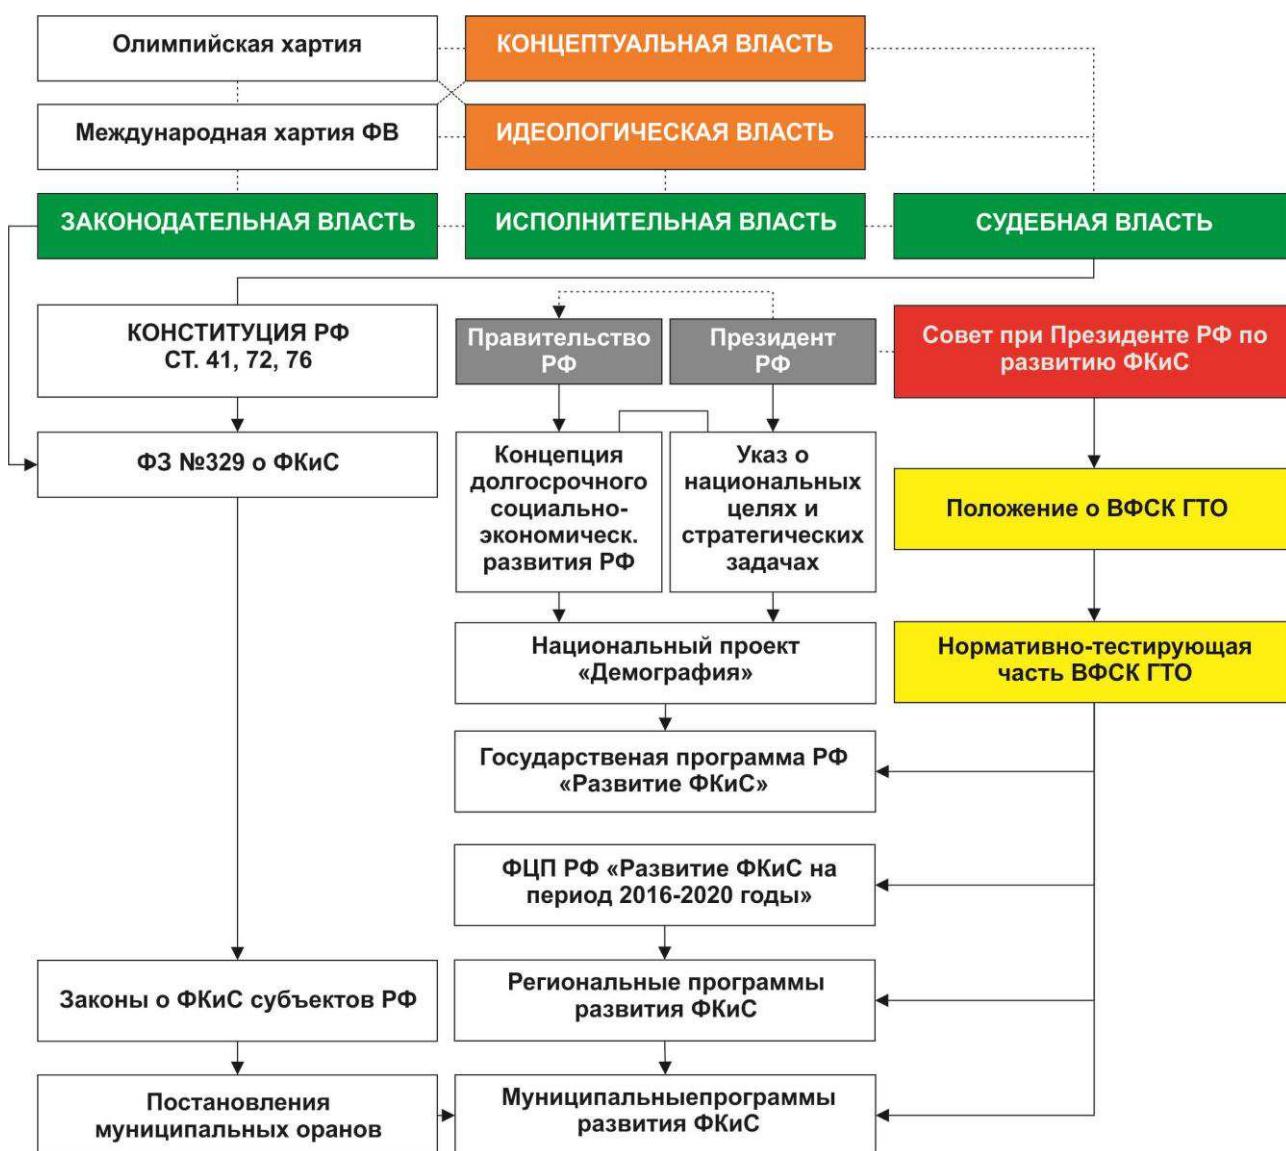 Олимпийская хартия
КОНЦЕПТУАЛЬНАЯ ВЛАСТЬ
Международная хартия ФВ
ИДЕОЛОГИЧЕСКАЯ ВЛАСТЬ
ЗАКОНОДАТЕЛЬНАЯ ВЛАСТЬ
ИСПОЛНИТЕЛЬНАЯ ВЛАСТЬ
СУДЕБНАЯ ВЛАСТЬ
КОНСТИТУЦИЯ РФ
СТ. 41, 72, 76
Правительство
РФ
Президент
РФ
Совет при Президенте РФ по
развитию ФКиС
ФЗ №329 о ФКиС
Концепция
долгосрочного
социально-
экономическ.
развития РФ
Указ о
национальных
целях и
стратегических
задачах
Положение о ВФСК ГТО
Национальный проект
«Демография»
Нормативно-тестирующая
часть ВФСК ГТО
Государственая программа РФ
«Развитие ФКиС»
ФЦП РФ «Развитие ФКиС на
период 2016-2020 годы»
Законы о ФКиС субъектов РФ
Региональные программы
развития ФКиС
Постановления
муниципальных оранов
Муниципальныепрограммы
развития ФКиС